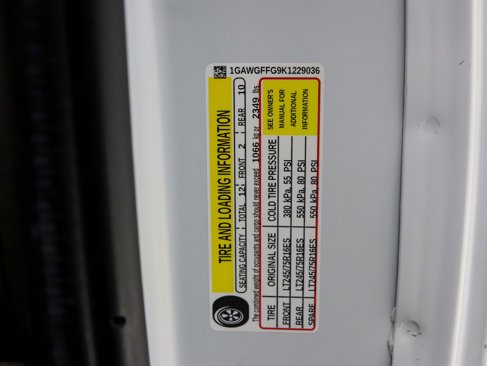 1GAWGFFG9K1229036
TIRE AND LOADING INFORMATION
SEATING CAPACITY TOTAL 12 FRONT 2 REAR 10
The combined weight of occupants and cargo should never exceed 1066 kg or 2349 lbs.
TIRE ORIGINAL SIZE COLD TIRE PRESSURE
FRONT LT245/75R16ES 380 kPa, 55 PSI
REAR LT245/75R16ES 550 kPa, 80 PSI
SPARE LT245/75R16ES 550 kPa, 80 PSI
SEE OWNER'S
MANUAL FOR
ADDITIONAL
INFORMATION